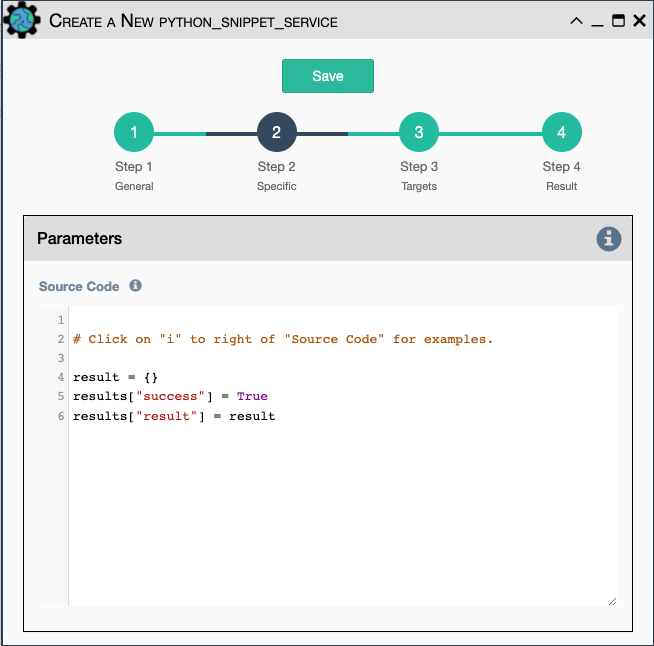 Create a New python_snippet_service
Save
1 2 3 4
Step 1 Step 2 Step 3 Step 4
General Specific Targets Result
Parameters
Source Code
1
2 # Click on "i" to right of "Source Code" for examples.
3
4 result = {}
5 results["success"] = True
6 results["result"] = result